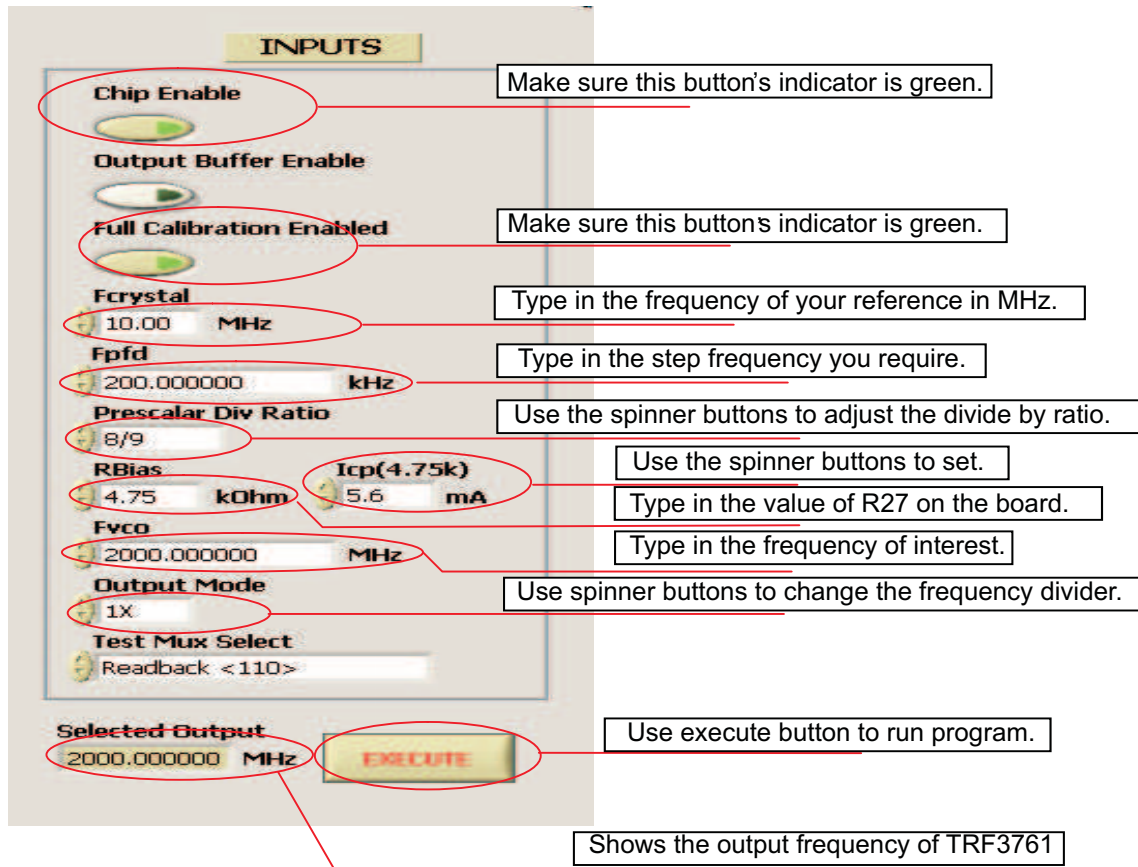 INPUTS
Chip Enable
Make sure this button's indicator is green.
Output Buffer Enable
Full Calibration Enabled
Make sure this button's indicator is green.
Fcrystal
10.00 MHz
Type in the frequency of your reference in MHz.
Fpfd
200.000000 kHz
Type in the step frequency you require.
Prescalar Div Ratio
8/9
Use the spinner buttons to adjust the divide by ratio.
RBias
4.75 kOhm
Icp(4.75k)
5.6 mA
Use the spinner buttons to set.
Type in the value of R27 on the board.
Fvco
2000.000000 MHz
Type in the frequency of interest.
Output Mode
1X
Use spinner buttons to change the frequency divider.
Test Mux Select
Readback <110>
Selected Output
2000.000000 MHz
EXECUTE
Use execute button to run program.
Shows the output frequency of TRF3761